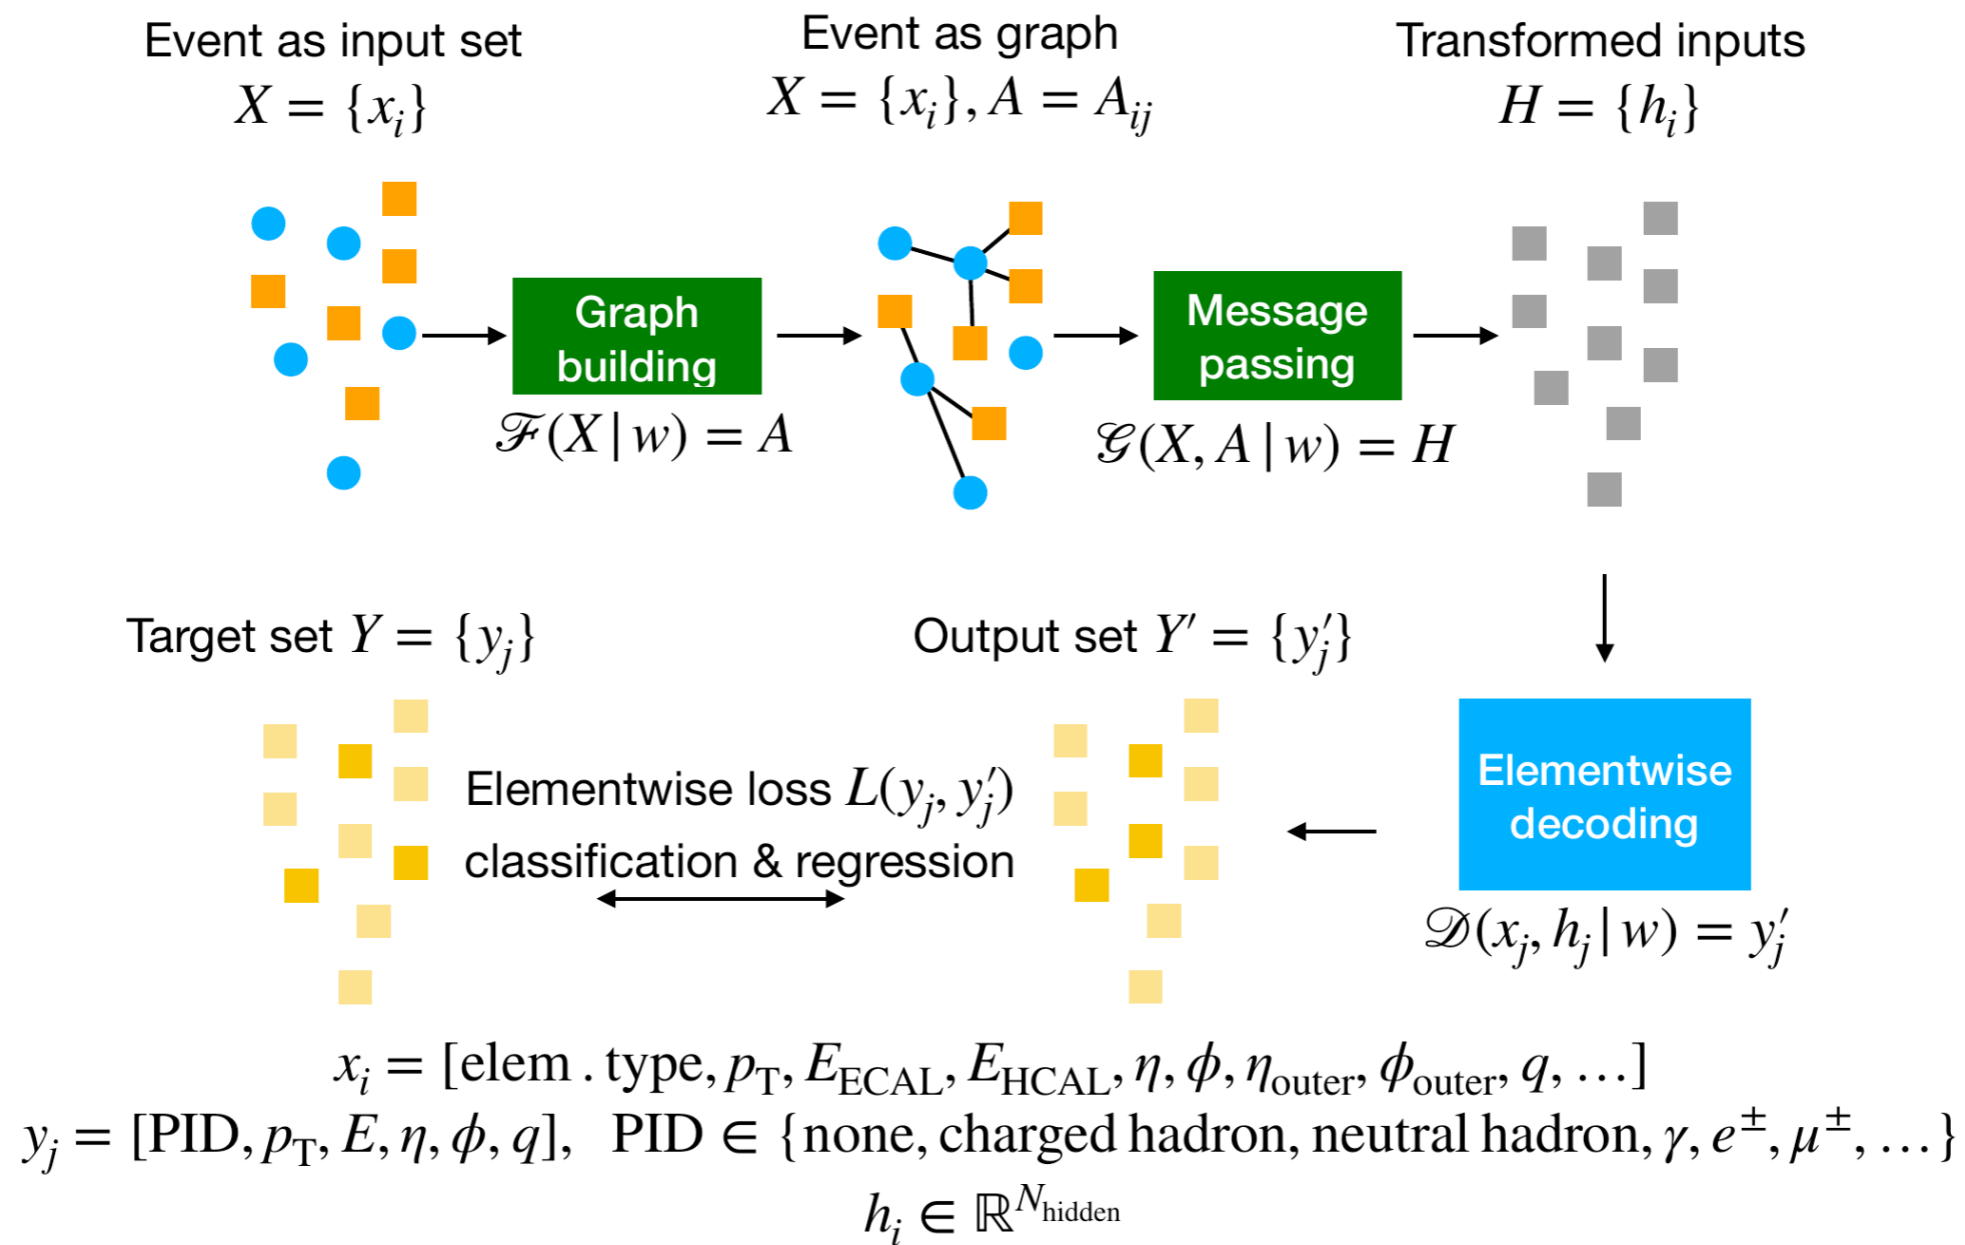 Event as input set
X = {x_i}
Event as graph
X = {x_i}, A = A_ij
Transformed inputs
H = {h_i}
Graph
building
ℱ(X | w) = A
Message
passing
𝒢(X, A | w) = H
Target set Y = {y_j}
Output set Y′ = {y′_j}
Elementwise loss L(y_j, y′_j)
classification & regression
Elementwise
decoding
𝒟(x_j, h_j | w) = y′_j
x_i = [elem . type, p_T, E_ECAL, E_HCAL, η, ϕ, η_outer, ϕ_outer, q, …]
y_j = [PID, p_T, E, η, ϕ, q], PID ∈ {none, charged hadron, neutral hadron, γ, e^±, μ^±, …}
h_i ∈ ℝ^N_hidden